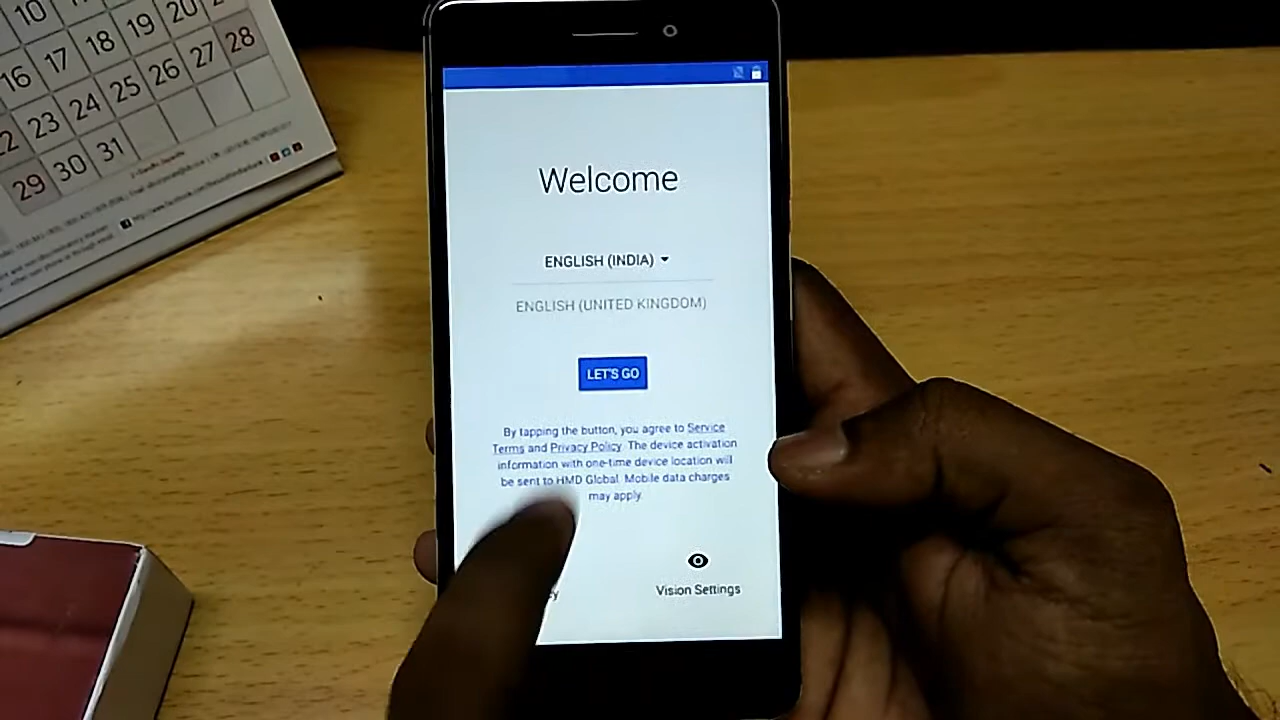 10
16 17 18 19 20
22 23 24 25 26 27 28
29 30 31
Welcome
ENGLISH (INDIA)
ENGLISH (UNITED KINGDOM)
LET'S GO
By tapping the button, you agree to Service
Terms and Privacy Policy. The device activation
information with one-time device location will
be sent to HMD Global. Mobile data charges
may apply.
Vision Settings